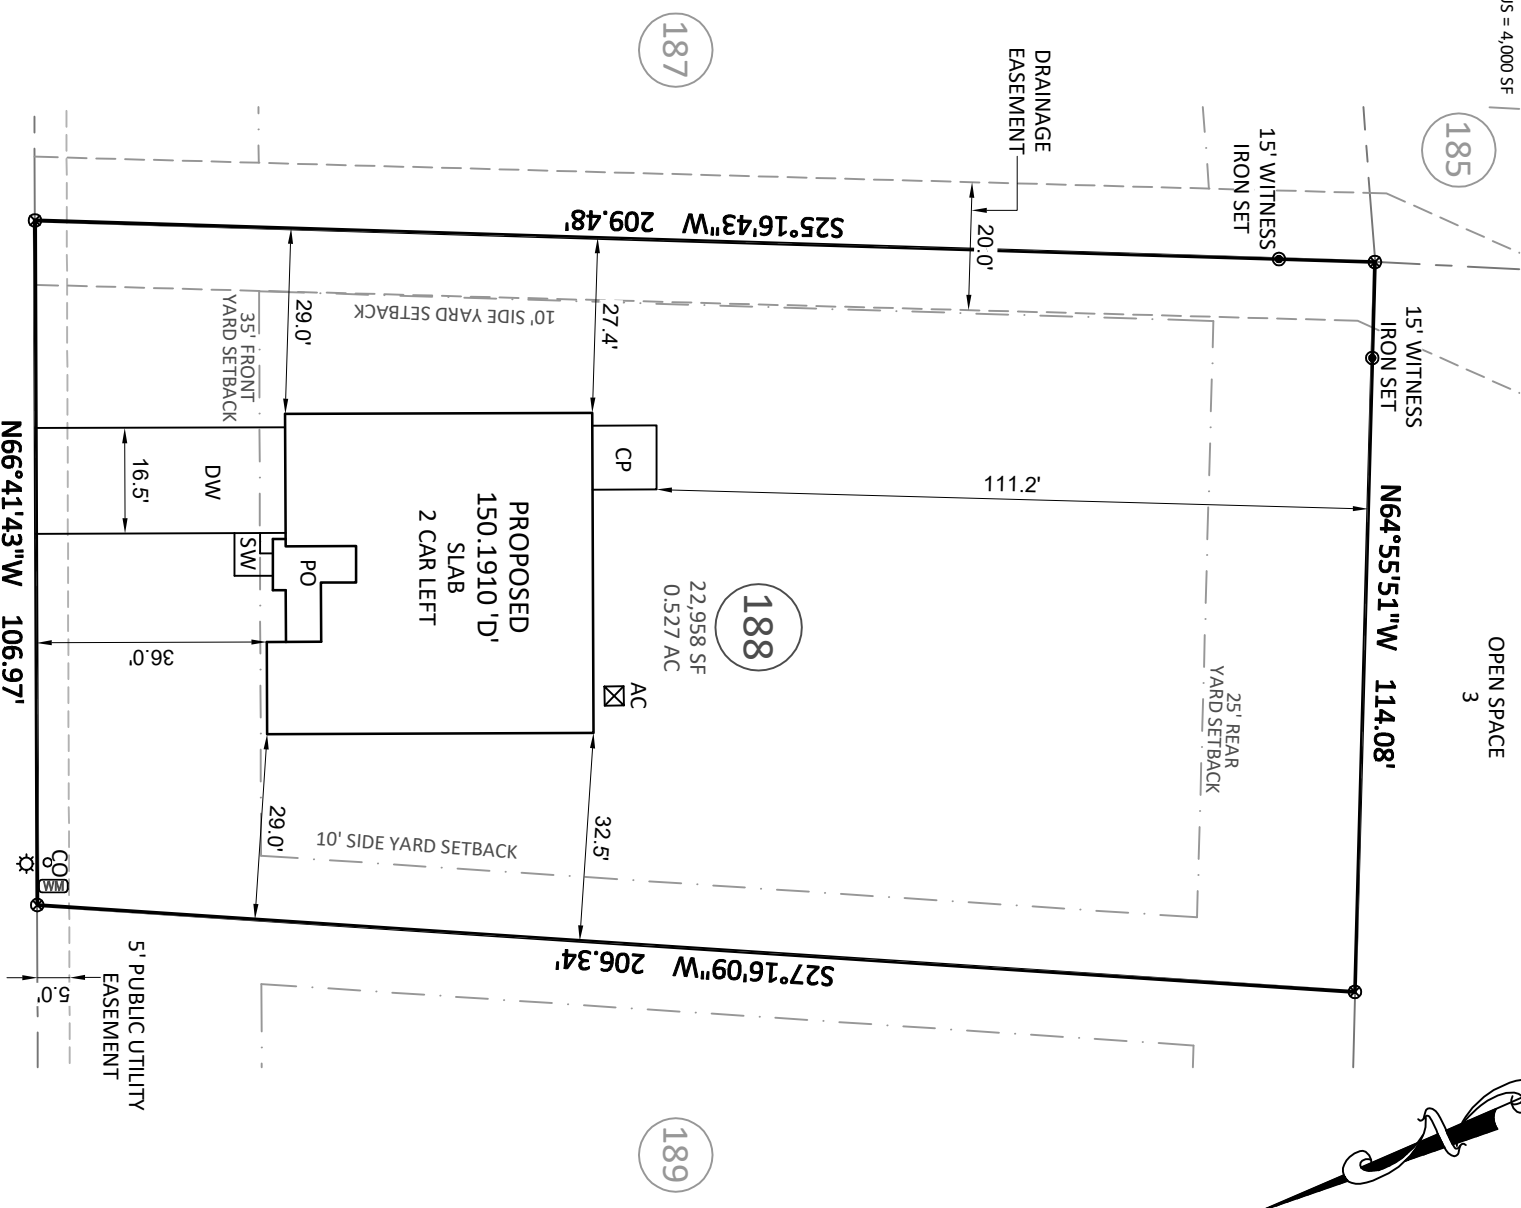 US = 4,000 SF
185
187
DRAINAGE
EASEMENT
15' WITNESS
IRON SET
15' WITNESS
IRON SET
S25°16'43"W 209.48'
20.0'
10' SIDE YARD SETBACK
35' FRONT
YARD SETBACK
29.0'
27.4'
N64°55'51"W 114.08'
OPEN SPACE
3
111.2'
25' REAR
YARD SETBACK
CP
PROPOSED
150.1910 'D'
SLAB
2 CAR LEFT
188
22,958 SF
0.527 AC
AC
DW
16.5'
SW
PO
36.0'
N66°41'43"W 106.97'
29.0'
32.5'
10' SIDE YARD SETBACK
CO
WM
S27°16'09"W 206.34'
5.0'
5' PUBLIC UTILITY
EASEMENT
189
N